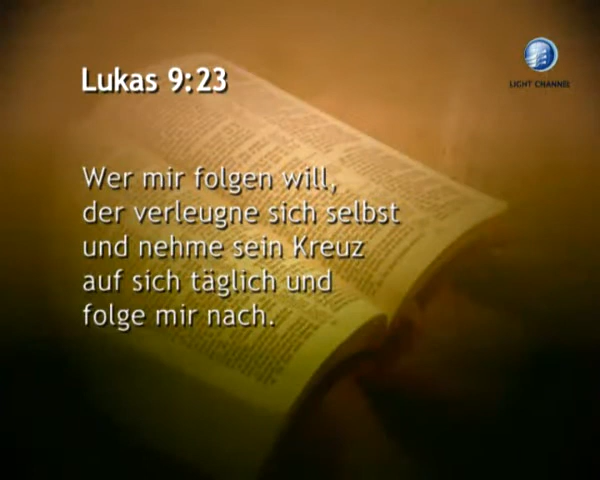 Lukas 9:23
LIGHT CHANNEL
Wer mir folgen will,
der verleugne sich selbst
und nehme sein Kreuz
auf sich täglich und
folge mir nach.